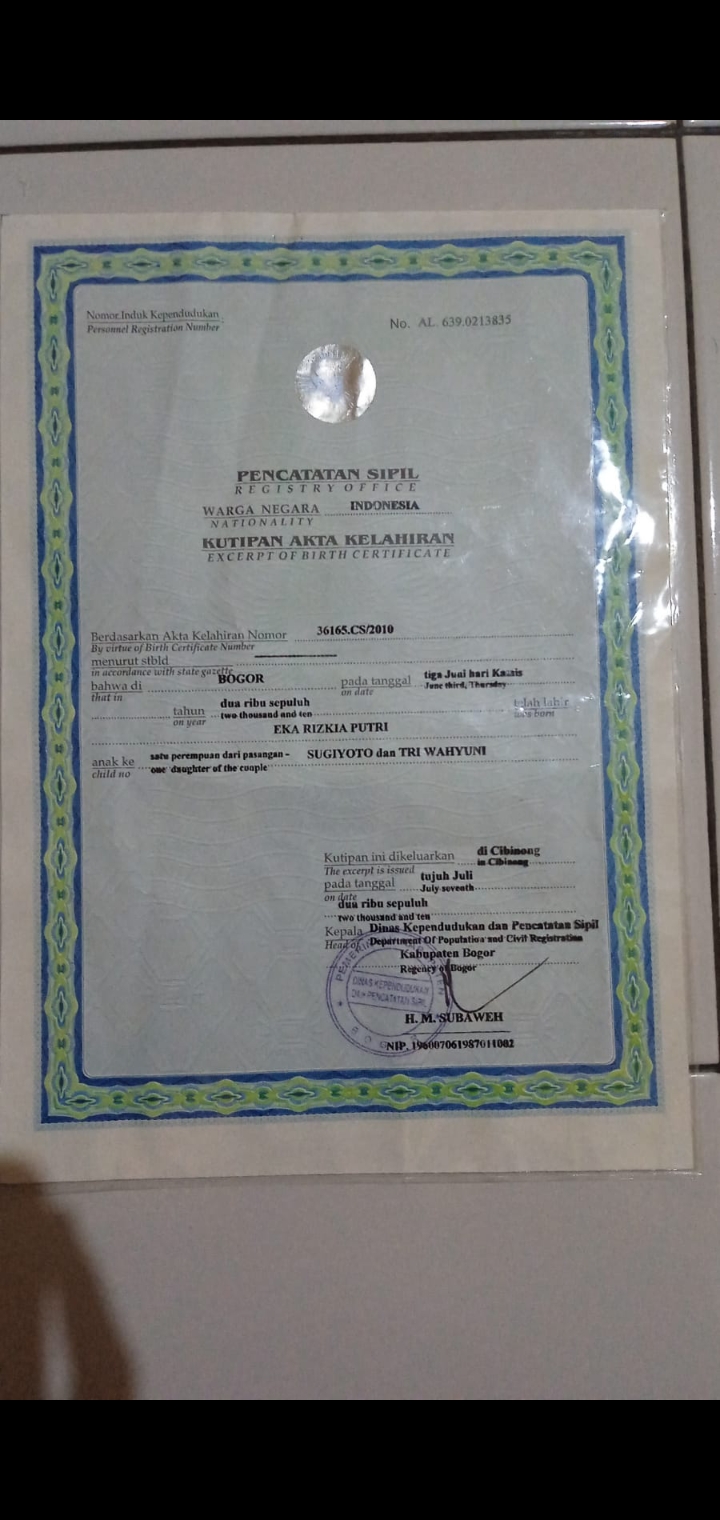 Nomor Induk Kependudukan
Personnel Registration Number
No. AL. 639.0213835
PENCATATAN SIPIL
REGISTRY OFFICE
WARGA NEGARA INDONESIA
NATIONALITY
KUTIPAN AKTA KELAHIRAN
EXCERPT OF BIRTH CERTIFICATE
Berdasarkan Akta Kelahiran Nomor 36165.CS/2010
By virtue of Birth Certificate Number
menurut stbld
in accordance with state gazette
bahwa di BOGOR pada tanggal tiga Juni hari Kamis
that in on date June third, Thursday
tahun dua ribu sepuluh telah lahir
on year two thousand and ten was born
EKA RIZKIA PUTRI
anak ke satu perempuan dari pasangan - SUGIYOTO dan TRI WAHYUNI
child no one daughter of the couple
Kutipan ini dikeluarkan di Cibinong
The excerpt is issued in Cibinong
pada tanggal tujuh Juli
on date July seventh
dua ribu sepuluh
two thousand and ten
Kepala Dinas Kependudukan dan Pencatatan Sipil
Head of Department Of Population and Civil Registration
Kabupaten Bogor
Regency of Bogor
DINAS KEPENDUDUKAN
DAN PENCATATAN SIPIL
H. M. SUBAWEH
NIP. 196007061987011002